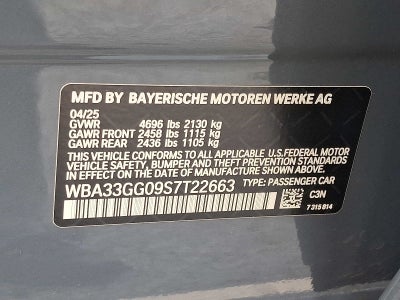 MFD BY BAYERISCHE MOTOREN WERKE AG
04/25
GVWR 4696 lbs 2130 kg
GAWR FRONT 2458 lbs 1115 kg
GAWR REAR 2436 lbs 1105 kg
THIS VEHICLE CONFORMS TO ALL APPLICABLE U.S.FEDERAL MOTOR
VEHICLE SAFETY, BUMPER AND THEFT PREVENTION STANDARDS IN
EFFECT ON THE DATE OF MANUFACTURE SHOWN ABOVE.
WBA33GG09S7T22663 TYPE: PASSENGER CAR
C3N
7 315 814